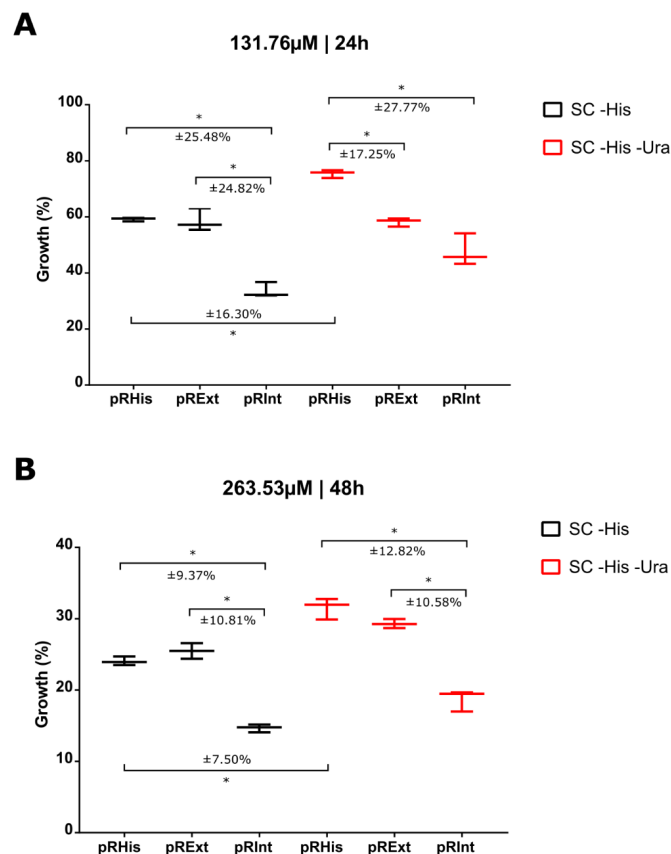 A
131.76µM | 24h
SC -His
SC -His -Ura
Growth (%)
100
80
60
40
20
0
*
±25.48%
*
±24.82%
*
±27.77%
*
±17.25%
±16.30%
*
pRHis pRExt pRInt pRHis pRExt pRInt
B
263.53µM | 48h
SC -His
SC -His -Ura
Growth (%)
40
30
20
10
0
*
±9.37%
*
±10.81%
*
±12.82%
*
±10.58%
±7.50%
*
pRHis pRExt pRInt pRHis pRExt pRInt